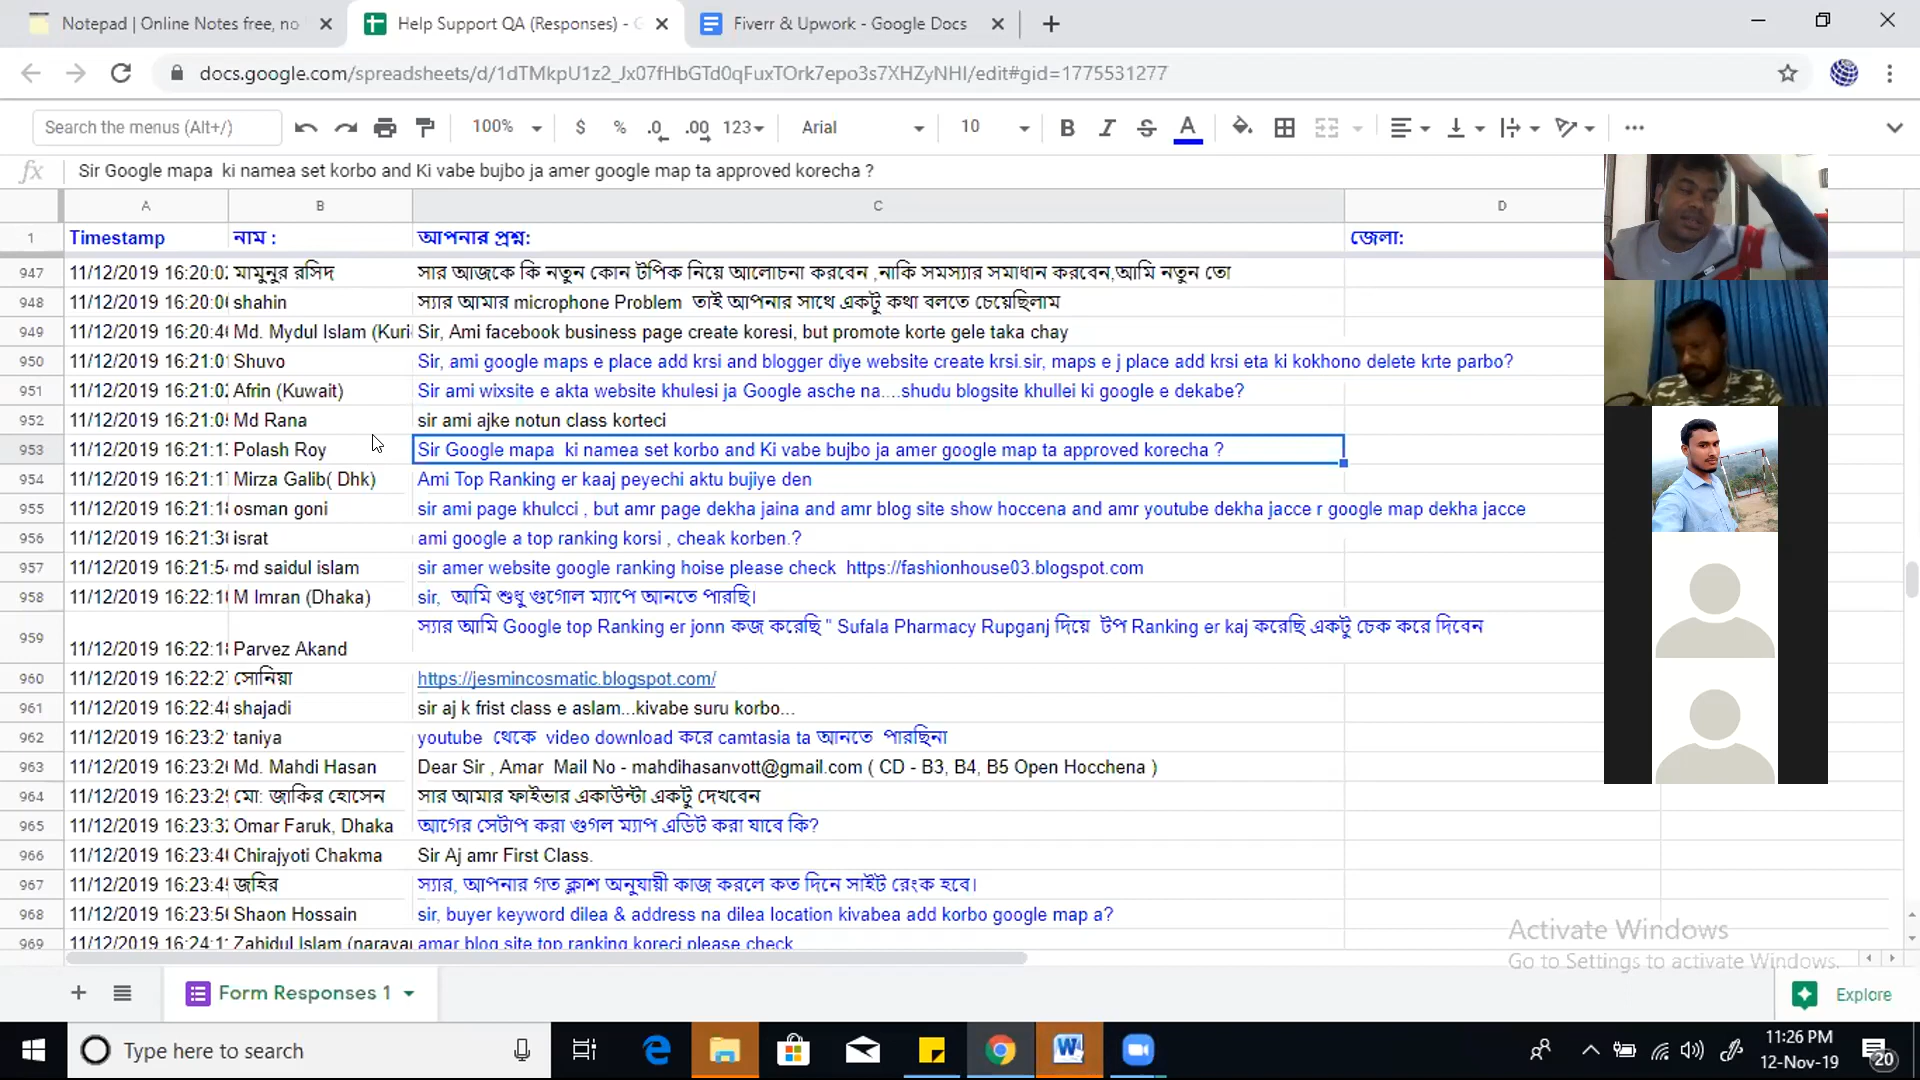 Notepad | Online Notes free, no
Help Support QA (Responses) - G
Fiverr & Upwork - Google Docs
docs.google.com/spreadsheets/d/1dTMkpU1z2_Jx07fHbGTd0qFuxTOrk7epo3s7XHZyNHI/edit#gid=1775531277
Search the menus (Alt+/) 100% $ % .0 .00 123 Arial 10 B I S A
fx Sir Google mapa ki namea set korbo and Ki vabe bujbo ja amer google map ta approved korecha ?
A B C D
1 Timestamp নাম : আপনার প্রশ্ন: জেলা:
947 11/12/2019 16:20:02 মামুনুর রসিদ সার আজকে কি নতুন কোন টপিক নিয়ে আলোচনা করবেন ,নাকি সমস্যার সমাধান করবেন,আমি নতুন তো
948 11/12/2019 16:20:06 shahin স্যার আমার microphone Problem তাই আপনার সাথে একটু কথা বলতে চেয়েছিলাম
949 11/12/2019 16:20:46 Md. Mydul Islam (Kuri Sir, Ami facebook business page create koresi, but promote korte gele taka chay
950 11/12/2019 16:21:01 Shuvo Sir, ami google maps e place add krsi and blogger diye website create krsi.sir, maps e j place add krsi eta ki kokhono delete krte parbo?
951 11/12/2019 16:21:02 Afrin (Kuwait) Sir ami wixsite e akta website khulesi ja Google asche na....shudu blogsite khullei ki google e dekabe?
952 11/12/2019 16:21:05 Md Rana sir ami ajke notun class korteci
953 11/12/2019 16:21:1 Polash Roy Sir Google mapa ki namea set korbo and Ki vabe bujbo ja amer google map ta approved korecha ?
954 11/12/2019 16:21:1 Mirza Galib( Dhk) Ami Top Ranking er kaaj peyechi aktu bujiye den
955 11/12/2019 16:21:18 osman goni sir ami page khulcci , but amr page dekha jaina and amr blog site show hoccena and amr youtube dekha jacce r google map dekha jacce
956 11/12/2019 16:21:36 israt ami google a top ranking korsi , cheak korben.?
957 11/12/2019 16:21:54 md saidul islam sir amer website google ranking hoise please check https://fashionhouse03.blogspot.com
958 11/12/2019 16:22:10 M Imran (Dhaka) sir, আমি শুধু গুগোল ম্যাপে আনতে পারছি।
959 11/12/2019 16:22:18 Parvez Akand স্যার আমি Google top Ranking er jonn কজ করেছি " Sufala Pharmacy Rupganj দিয়ে টপ Ranking er kaj করেছি একটু চেক করে দিবেন
960 11/12/2019 16:22:2 সোনিয়া https://jesmincosmatic.blogspot.com/
961 11/12/2019 16:22:48 shajadi sir aj k frist class e aslam...kivabe suru korbo...
962 11/12/2019 16:23:2 taniya youtube থেকে video download করে camtasia ta আনতে পারছিনা
963 11/12/2019 16:23:26 Md. Mahdi Hasan Dear Sir , Amar Mail No - mahdihasanvott@gmail.com ( CD - B3, B4, B5 Open Hocchena )
964 11/12/2019 16:23:29 মো: জাকির হোসেন সার আমার ফাইভার একাউন্টা একটু দেখবেন
965 11/12/2019 16:23:32 Omar Faruk, Dhaka আগের সেটাপ করা গুগল ম্যাপ এডিট করা যাবে কি?
966 11/12/2019 16:23:40 Chirajyoti Chakma Sir Aj amr First Class.
967 11/12/2019 16:23:45 জহির স্যার, আপনার গত ক্লাশ অনুযায়ী কাজ করলে কত দিনে সাইট রেংক হবে।
968 11/12/2019 16:23:56 Shaon Hossain sir, buyer keyword dilea & address na dilea location kivabea add korbo google map a?
969 11/12/2019 16:24:1 Zahidul Islam (narayan amar blog site top ranking koreci please check
Activate Windows
Go to Settings to activate Windows.
Form Responses 1 Explore
Type here to search
11:26 PM
12-Nov-19
20